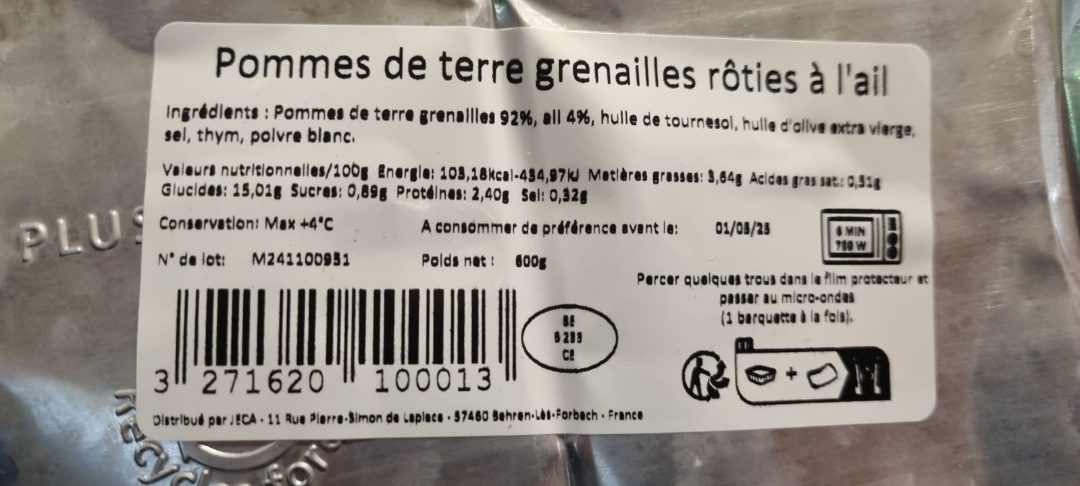 Pommes de terre grenailles rôties à l'ail
Ingrédients : Pommes de terre grenailles 92%, ail 4%, huile de tournesol, huile d'olive extra vierge,
sel, thym, poivre blanc.
Valeurs nutritionnelles/100g Energie: 103,18kcal-434,97kJ Matières grasses: 3,64g Acides gras sat.: 0,51g
Glucides: 15,01g Sucres: 0,89g Protéines: 2,40g Sel: 0,32g
Conservation: Max +4°C A consommer de préférence avant le: 01/03/25
6 MIN
750 W
N° de lot: M241100951 Poids net : 600g
Percer quelques trous dans le film protecteur et
passer au micro-ondes
(1 barquette à la fois).
BE
CE
3 271620 100013
Distribué par JECA - 11 Rue Pierre-Simon de Laplace - 57460 Behren-Lès-Forbach - France
PLUS